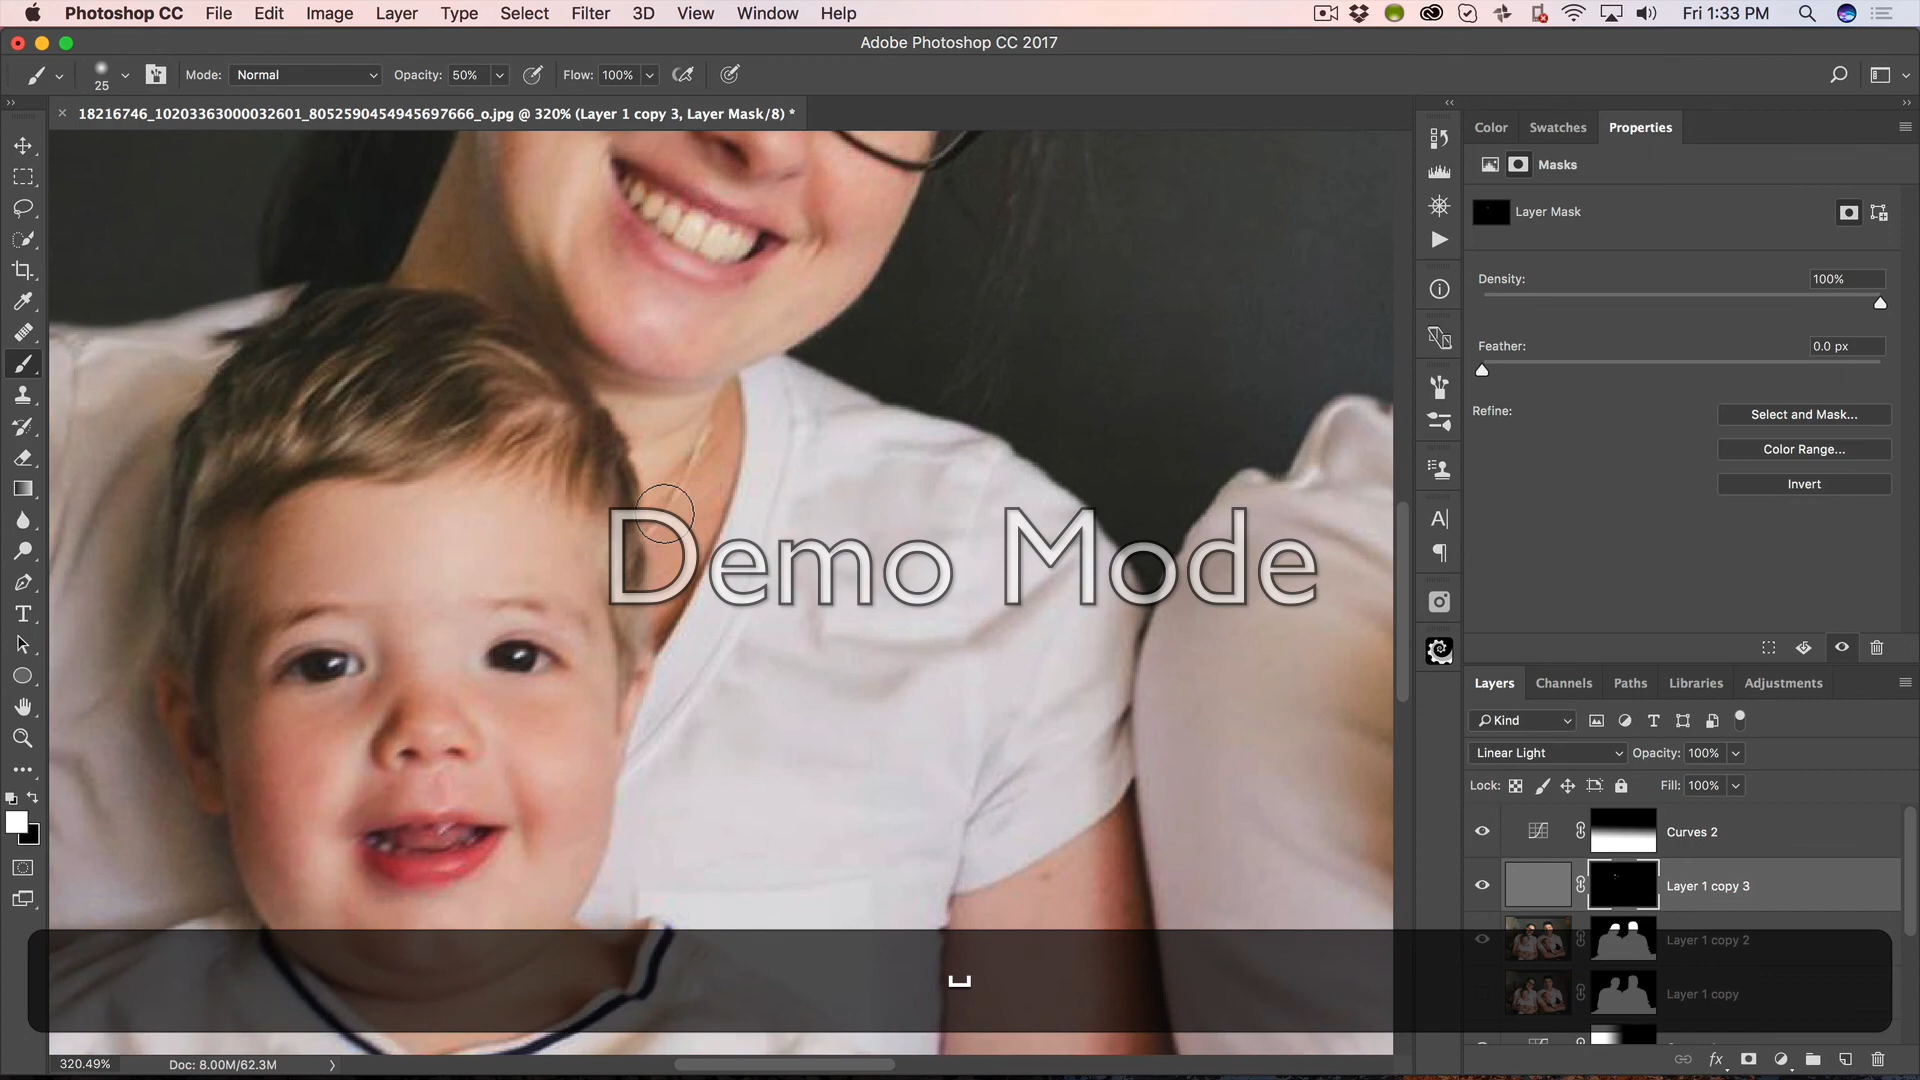 Photoshop CC File Edit Image Layer Type Select Filter 3D View Window Help Fri 1:33 PM
Adobe Photoshop CC 2017
25 Mode: Normal Opacity: 50% Flow: 100%
18216746_10203363000032601_8052590454945697666_o.jpg @ 320% (Layer 1 copy 3, Layer Mask/8) *
Color Swatches Properties
Masks
Layer Mask
Density: 100%
Feather: 0.0 px
Refine: Select and Mask...
Color Range...
Invert
Demo Mode
Layers Channels Paths Libraries Adjustments
Kind
Linear Light Opacity: 100%
Lock: Fill: 100%
Curves 2
Layer 1 copy 3
Layer 1 copy 2
Layer 1 copy
320.49% Doc: 8.00M/62.3M